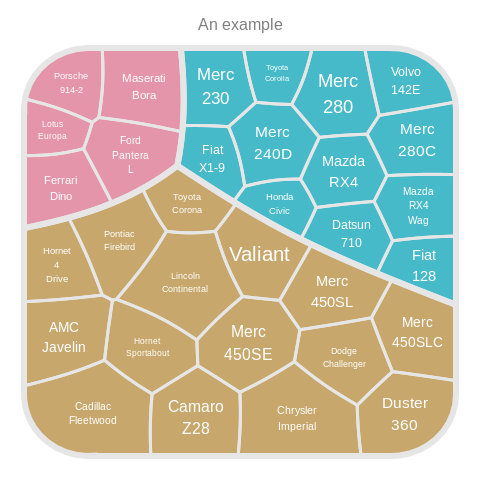 An example
Porsche
914-2
Maserati
Bora
Lotus
Europa
Ford
Pantera
L
Ferrari
Dino
Merc
230
Toyota
Corolla
Merc
280
Volvo
142E
Fiat
X1-9
Merc
240D
Mazda
RX4
Merc
280C
Honda
Civic
Datsun
710
Mazda
RX4
Wag
Fiat
128
Toyota
Corona
Pontiac
Firebird
Hornet
4
Drive
Lincoln
Continental
Valiant
Merc
450SL
AMC
Javelin
Hornet
Sportabout
Merc
450SE
Dodge
Challenger
Merc
450SLC
Cadillac
Fleetwood
Camaro
Z28
Chrysler
Imperial
Duster
360